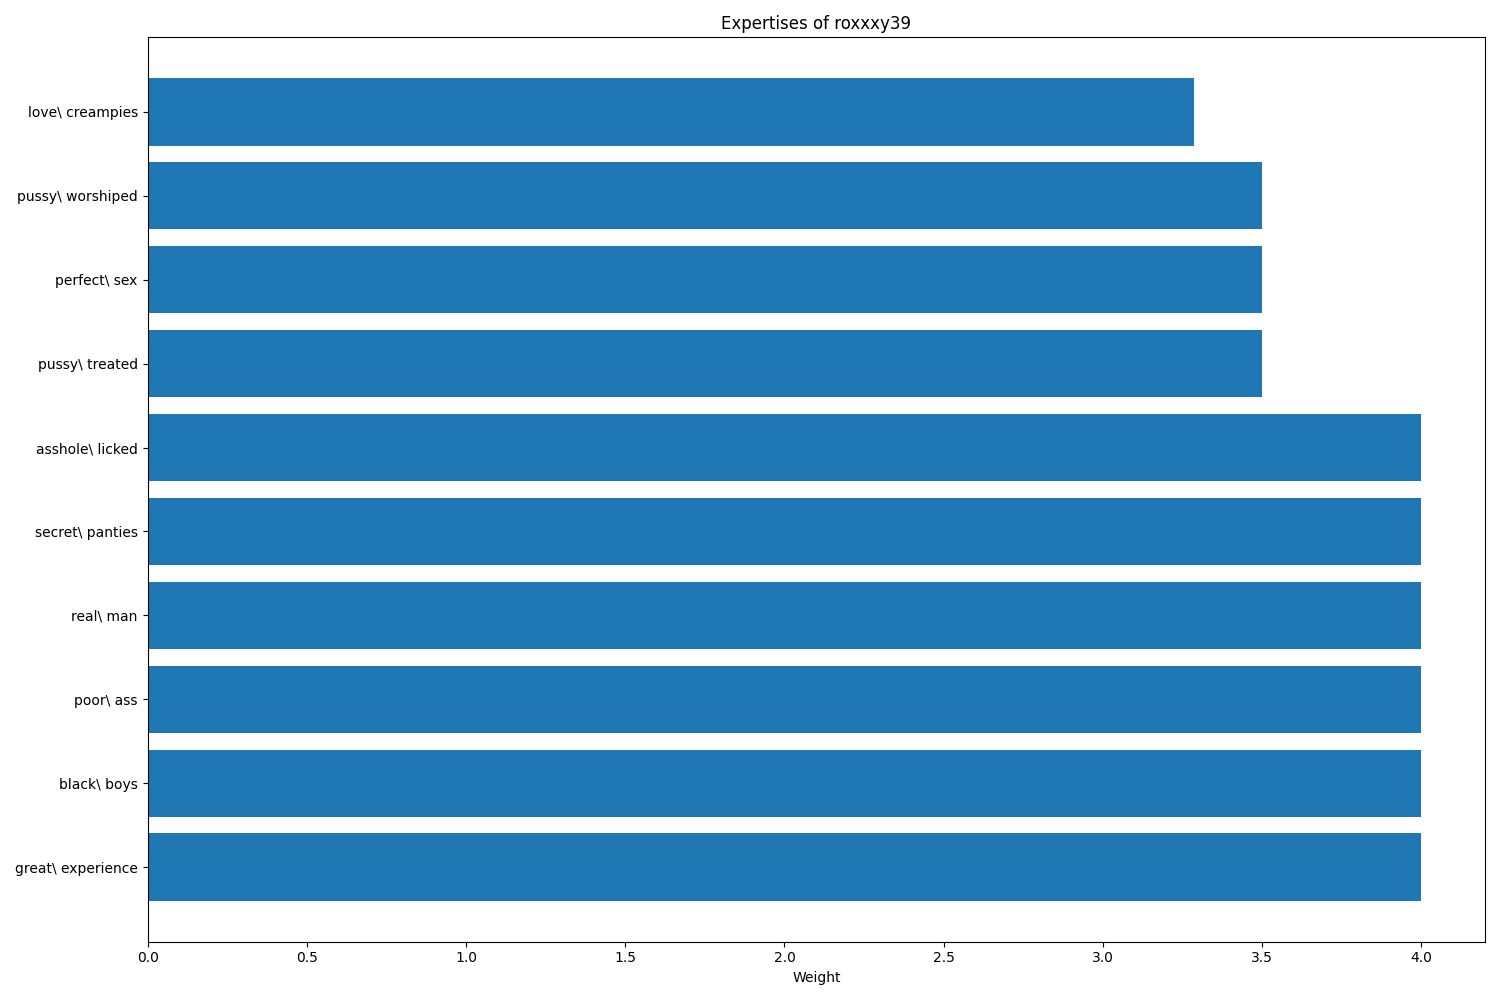 Expertises of roxxxy39
love\ creampies
pussy\ worshiped
perfect\ sex
pussy\ treated
asshole\ licked
secret\ panties
real\ man
poor\ ass
black\ boys
great\ experience
0.0 0.5 1.0 1.5 2.0 2.5 3.0 3.5 4.0
Weight